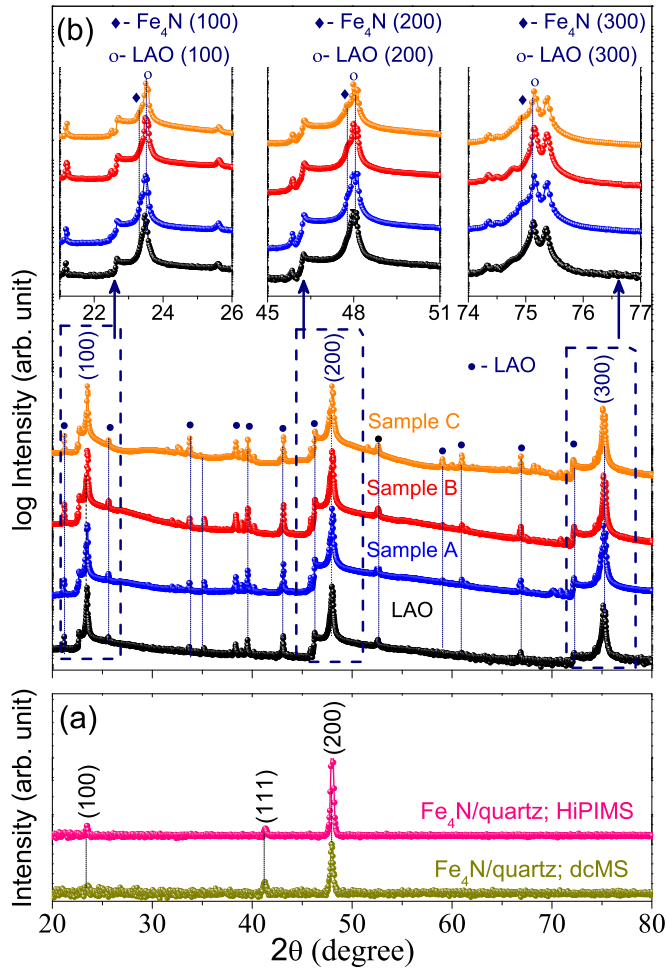 (b)
♦- Fe4N (100)
o- LAO (100)
♦- Fe4N (200)
o- LAO (200)
♦- Fe4N (300)
o- LAO (300)
♦ o
♦ o
♦ o
22 24 26
45 48 51
74 75 76 77
log Intensity (arb. unit)
(100)
(200)
(300)
● - LAO
Sample C
Sample B
Sample A
LAO
(a)
Intensity (arb. unit)
(100)
(111)
(200)
Fe4N/quartz; HiPIMS
Fe4N/quartz; dcMS
20 30 40 50 60 70 80
2θ (degree)